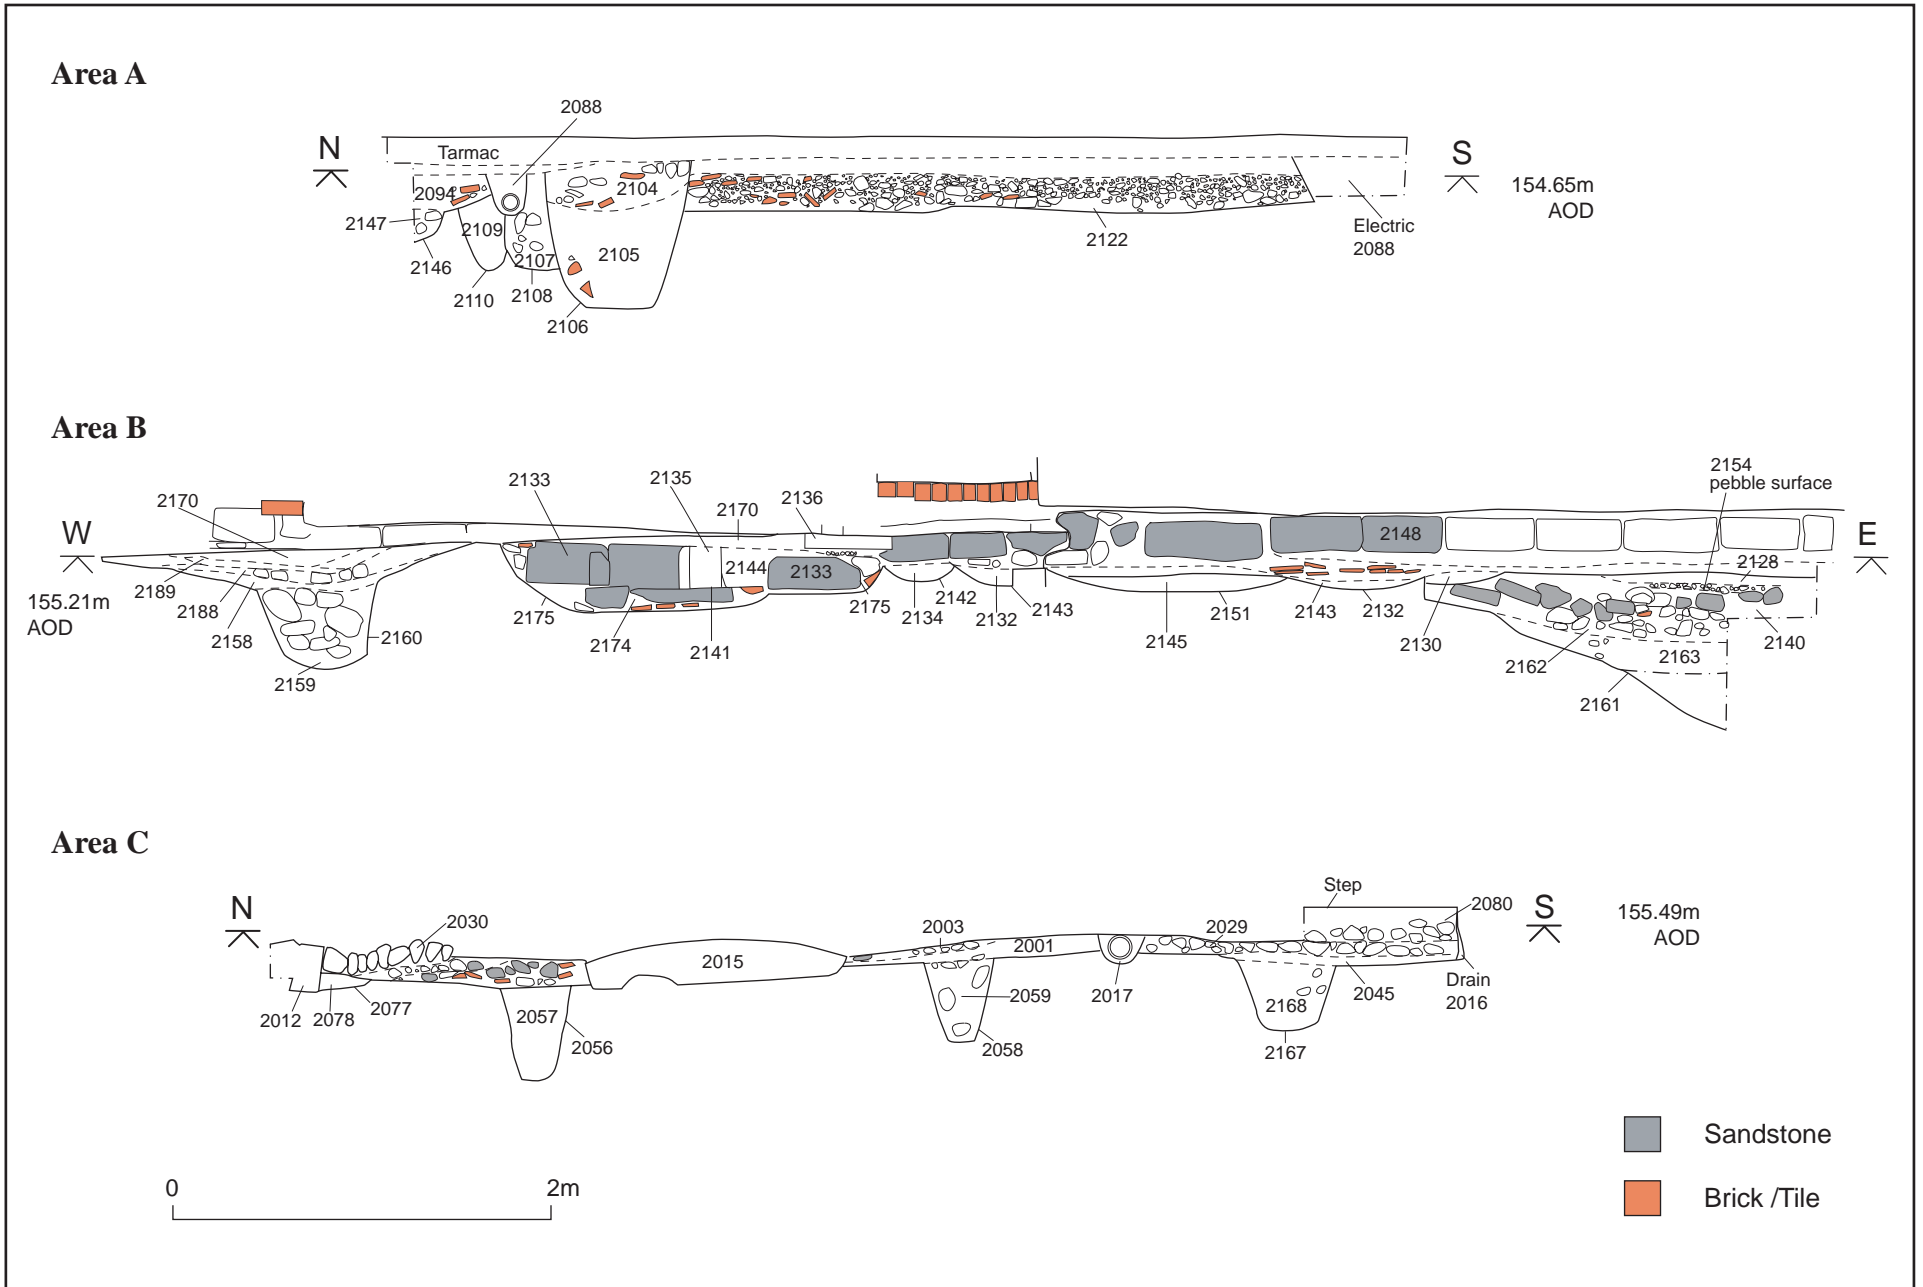 Area A
2088
N
Tarmac
S
154.65m
AOD
2094
2104
2147
2109
2105
2107
2122
Electric
2088
2146
2110
2108
2106
Area B
2154
pebble surface
2133
2135
2170
2136
2170
W
2148
E
2144
2133
2128
2189
155.21m
AOD
2188
2158
2160
2175
2174
2141
2175
2134
2142
2132
2143
2145
2151
2143
2132
2130
2162
2163
2140
2159
2161
Area C
Step
N
2030
2003
2029
2080
S
155.49m
AOD
2001
2015
2012
2078
2077
2057
2056
2059
2058
2017
2168
2045
Drain
2016
2167
Sandstone
0
2m
Brick /Tile